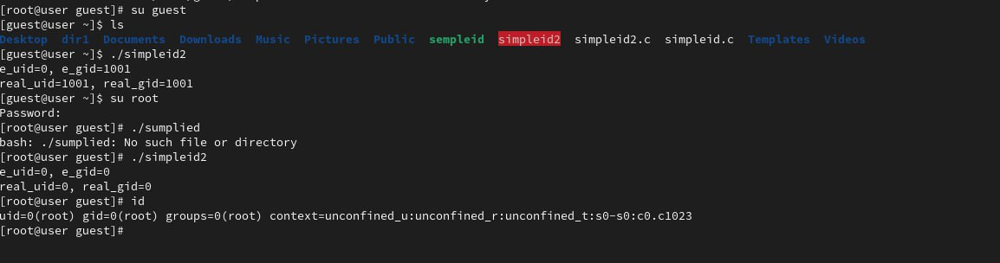 [root@user guest]# su guest
[guest@user ~]$ ls
Desktop  dir1  Documents  Downloads  Music  Pictures  Public  sempleid  simpleid2  simpleid2.c  simpleid.c  Templates  Videos
[guest@user ~]$ ./simpleid2
e_uid=0, e_gid=1001
real_uid=1001, real_gid=1001
[guest@user ~]$ su root
Password:
[root@user guest]# ./sumplied
bash: ./sumplied: No such file or directory
[root@user guest]# ./simpleid2
e_uid=0, e_gid=0
real_uid=0, real_gid=0
[root@user guest]# id
uid=0(root) gid=0(root) groups=0(root) context=unconfined_u:unconfined_r:unconfined_t:s0-s0:c0.c1023
[root@user guest]#